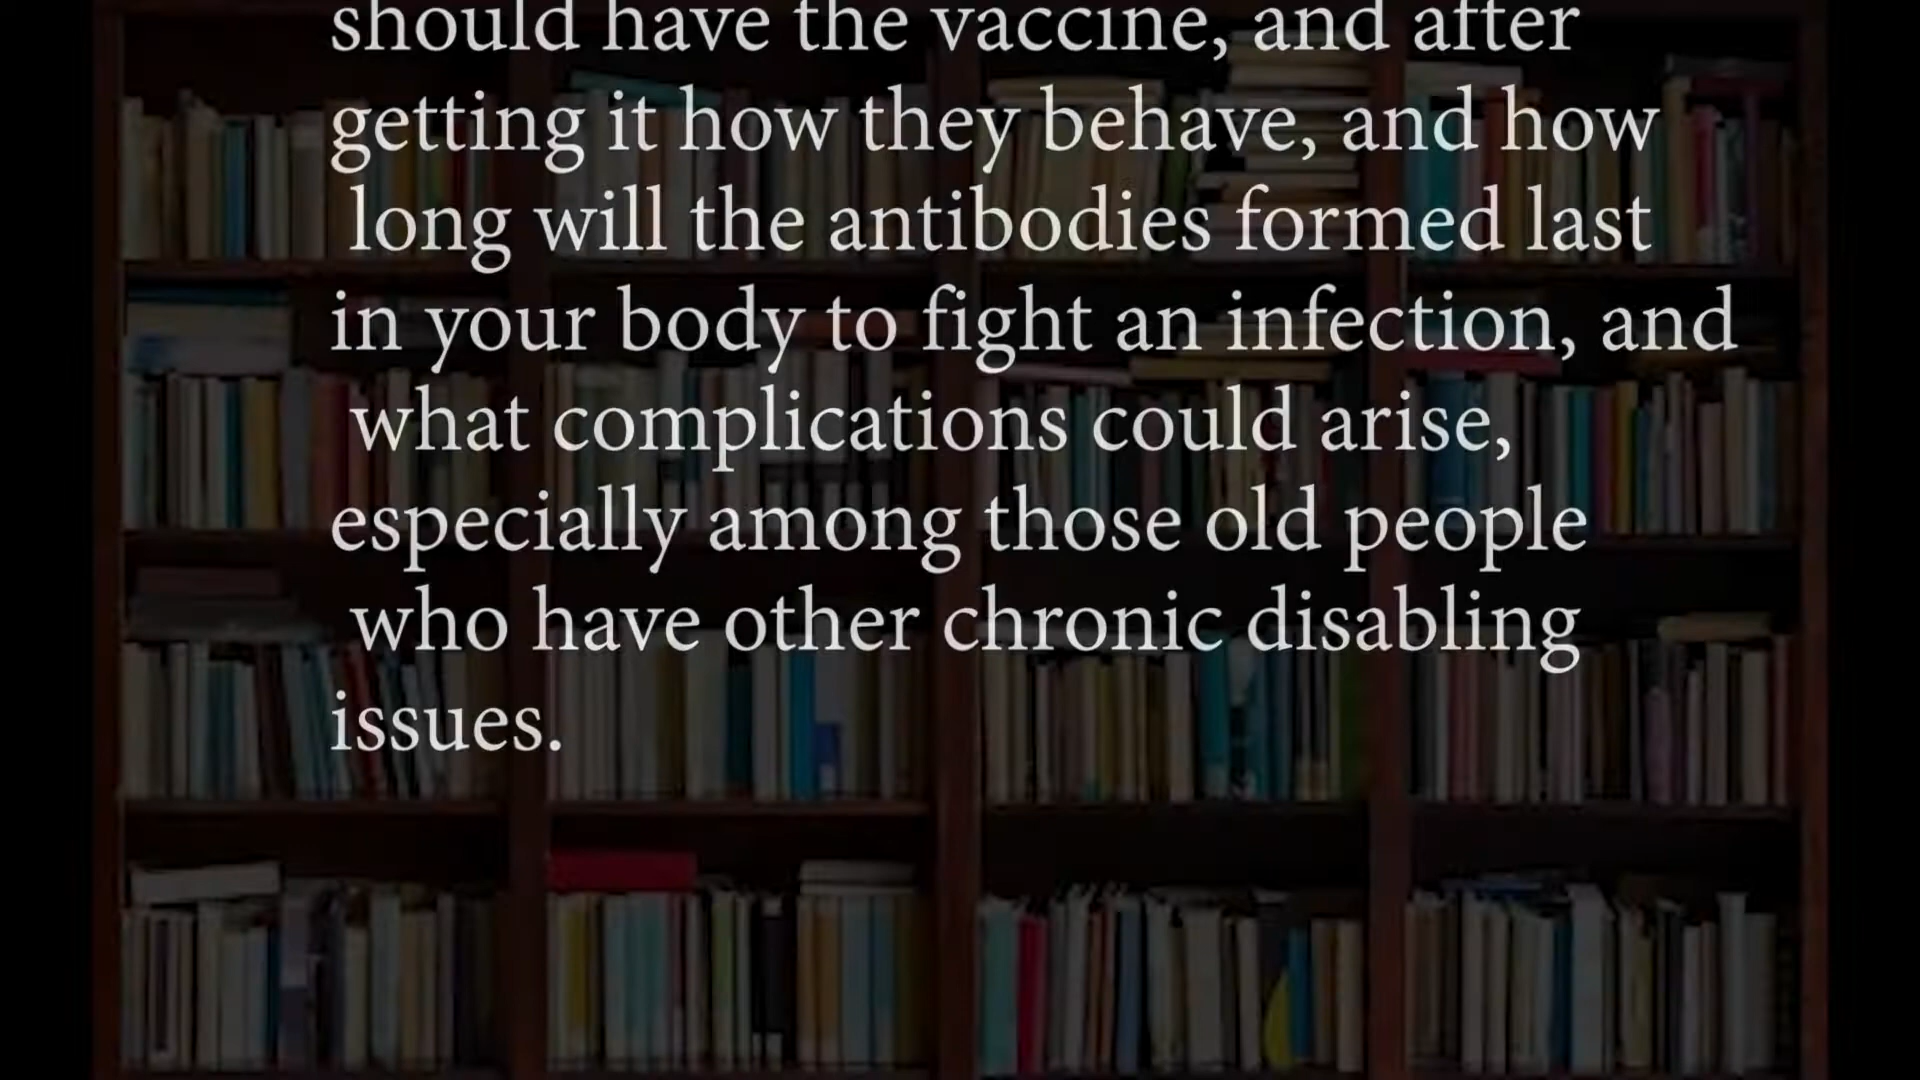 should have the vaccine, and after
getting it how they behave, and how
long will the antibodies formed last
in your body to fight an infection, and
what complications could arise,
especially among those old people
who have other chronic disabling
issues.